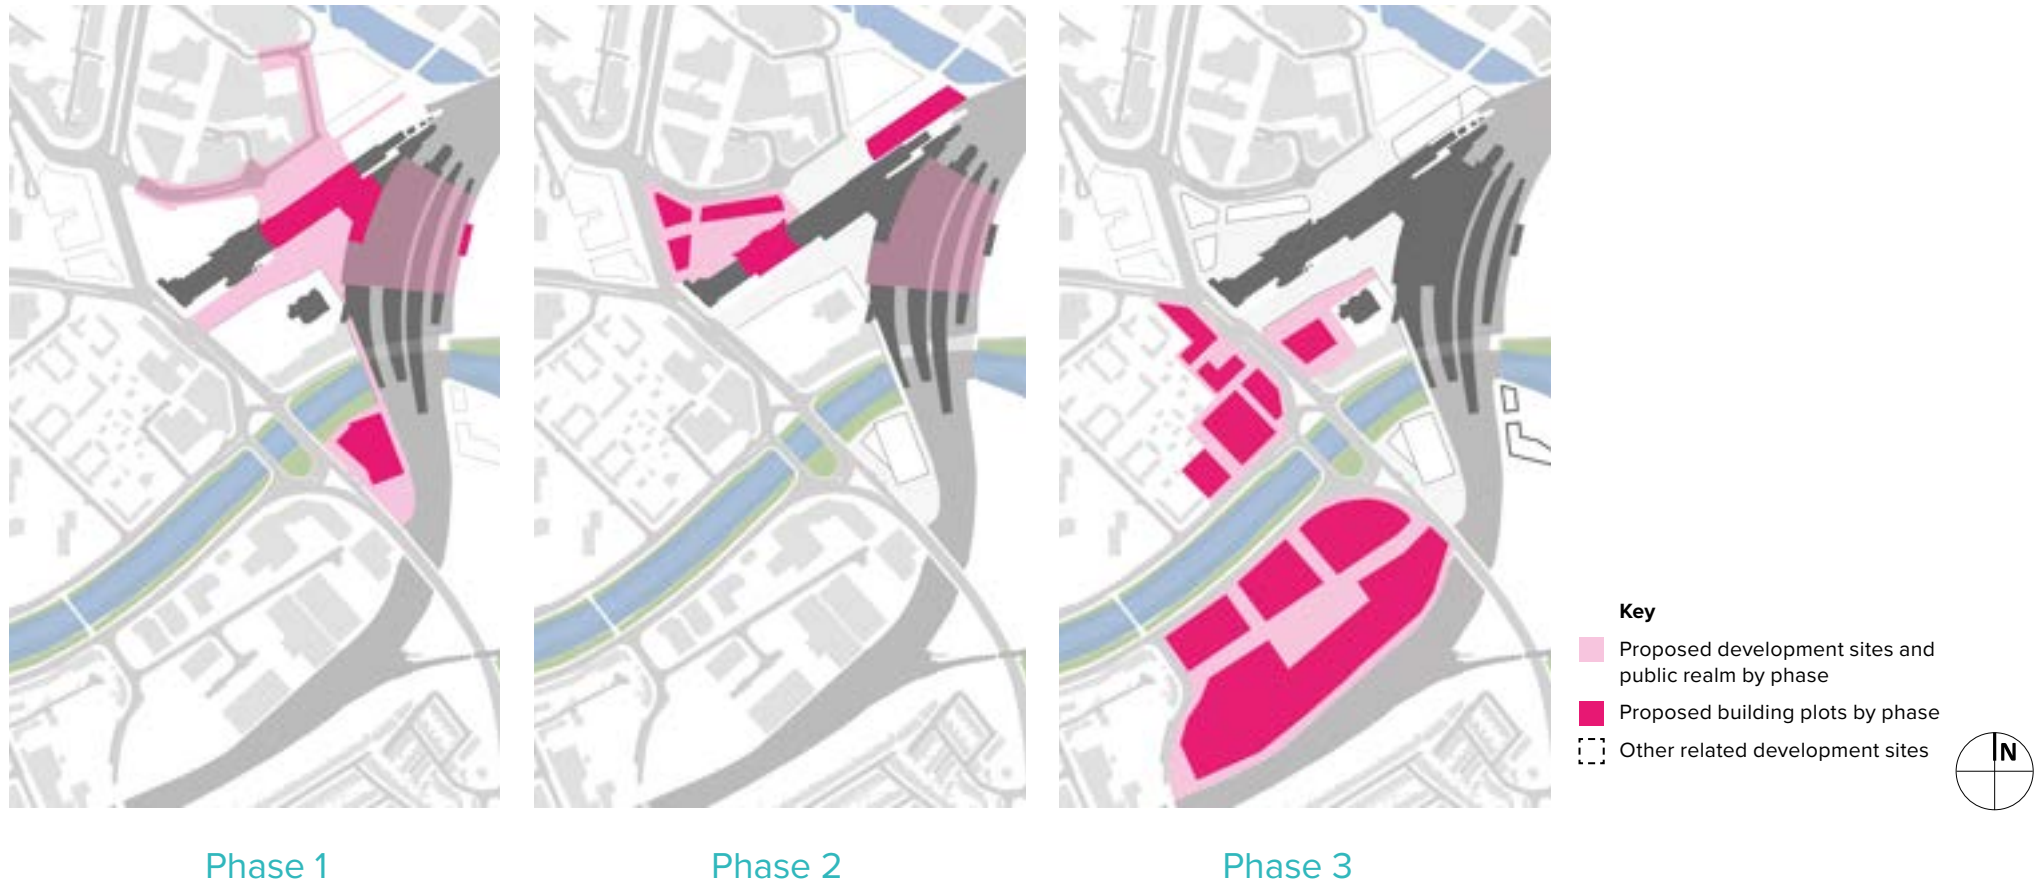 Key
Proposed development sites and
public realm by phase
Proposed building plots by phase
Other related development sites
N
Phase 1
Phase 2
Phase 3